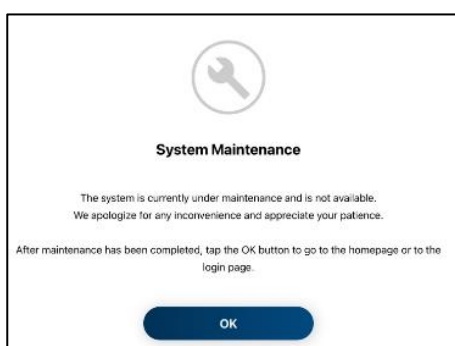 System Maintenance
The system is currently under maintenance and is not available.
We apologize for any inconvenience and appreciate your patience.
After maintenance has been completed, tap the OK button to go to the homepage or to the
login page.
OK